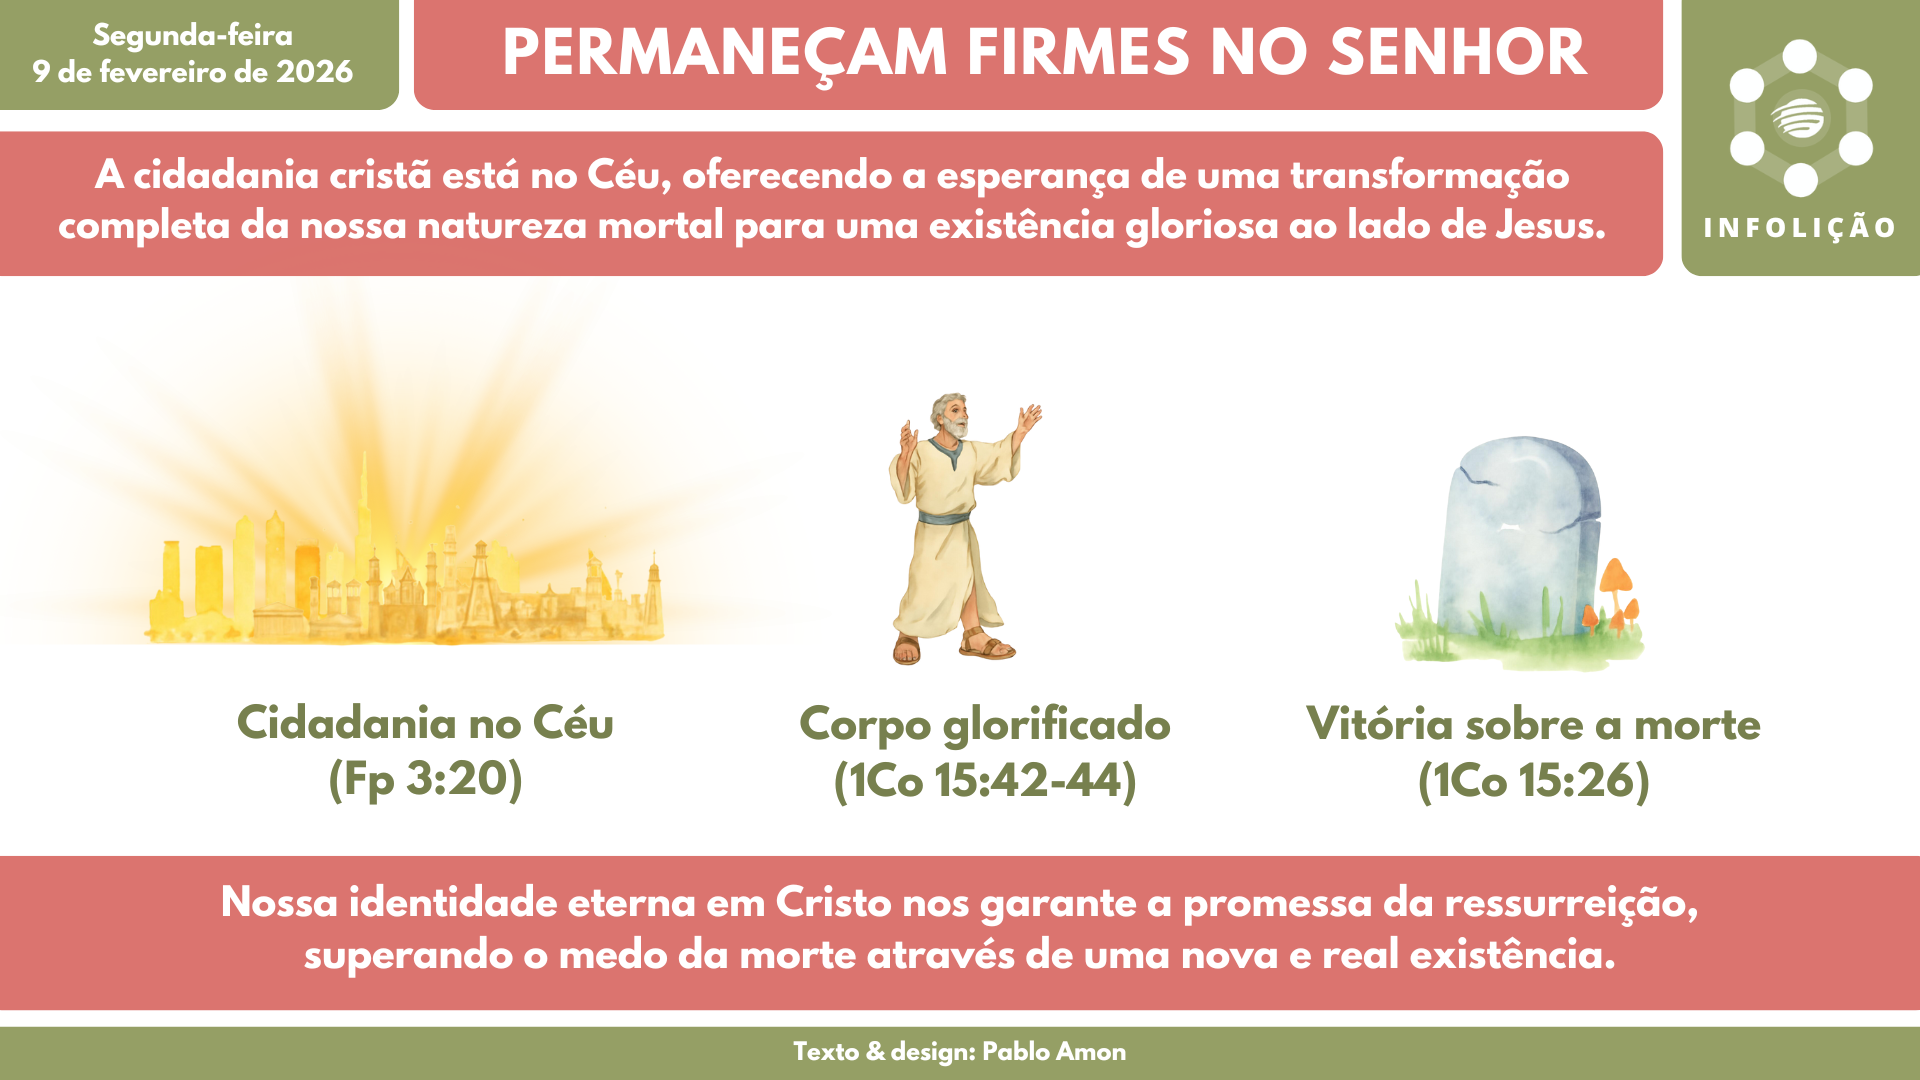 Segunda-feira
9 de fevereiro de 2026
PERMANEÇAM FIRMES NO SENHOR
A cidadania cristã está no Céu, oferecendo a esperança de uma transformação
completa da nossa natureza mortal para uma existência gloriosa ao lado de Jesus.
INFOLIÇÃO
Cidadania no Céu
(Fp 3:20)
Corpo glorificado
(1Co 15:42-44)
Vitória sobre a morte
(1Co 15:26)
Nossa identidade eterna em Cristo nos garante a promessa da ressurreição,
superando o medo da morte através de uma nova e real existência.
Texto & design: Pablo Amon